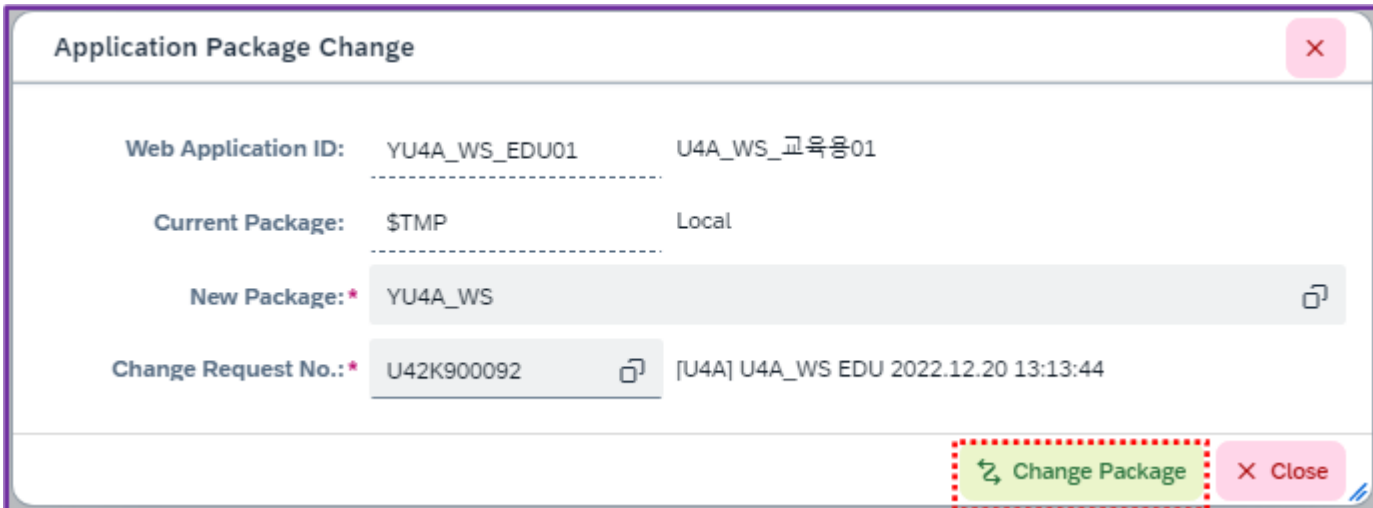 Application Package Change
Web Application ID: YU4A_WS_EDU01 U4A_WS_교육용01
Current Package: $TMP Local
New Package:* YU4A_WS
Change Request No.:* U42K900092 [U4A] U4A_WS EDU 2022.12.20 13:13:44
Change Package Close